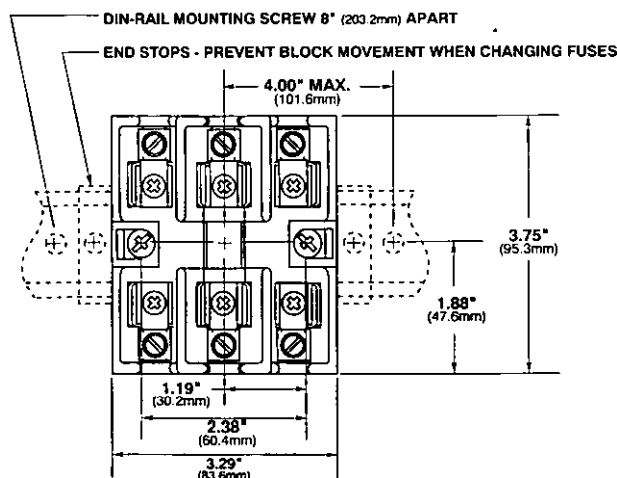 DIN-RAIL MOUNTING SCREW 8" (203.2mm) APART
END STOPS - PREVENT BLOCK MOVEMENT WHEN CHANGING FUSES
4.00" MAX.
(101.6mm)
3.75"
(95.3mm)
1.88"
(47.6mm)
1.19"
(30.2mm)
2.38"
(60.4mm)
3.29"
(83.6mm)